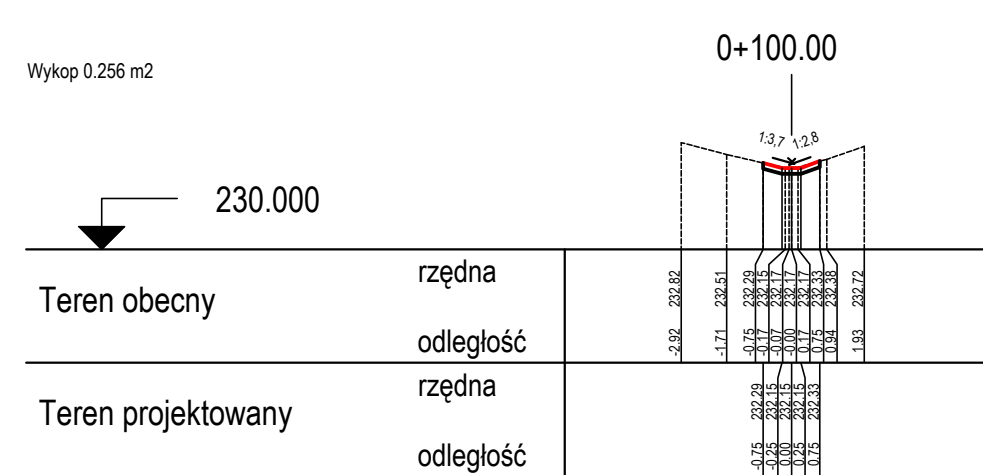 0+100.00
Wykop 0.256 m2
1:3,7 1:2,8
230.000
Teren obecny
rzędna
232.82 232.51 232.29 232.15 232.17 232.17 232.17 232.33 232.38 232.72
odległość
-2.92 -1.71 -0.75 -0.17 -0.07 -0.00 0.17 0.75 0.94 1.93
Teren projektowany
rzędna
232.29 232.15 232.15 232.15 232.33
odległość
-0.75 -0.25 -0.00 0.25 0.75